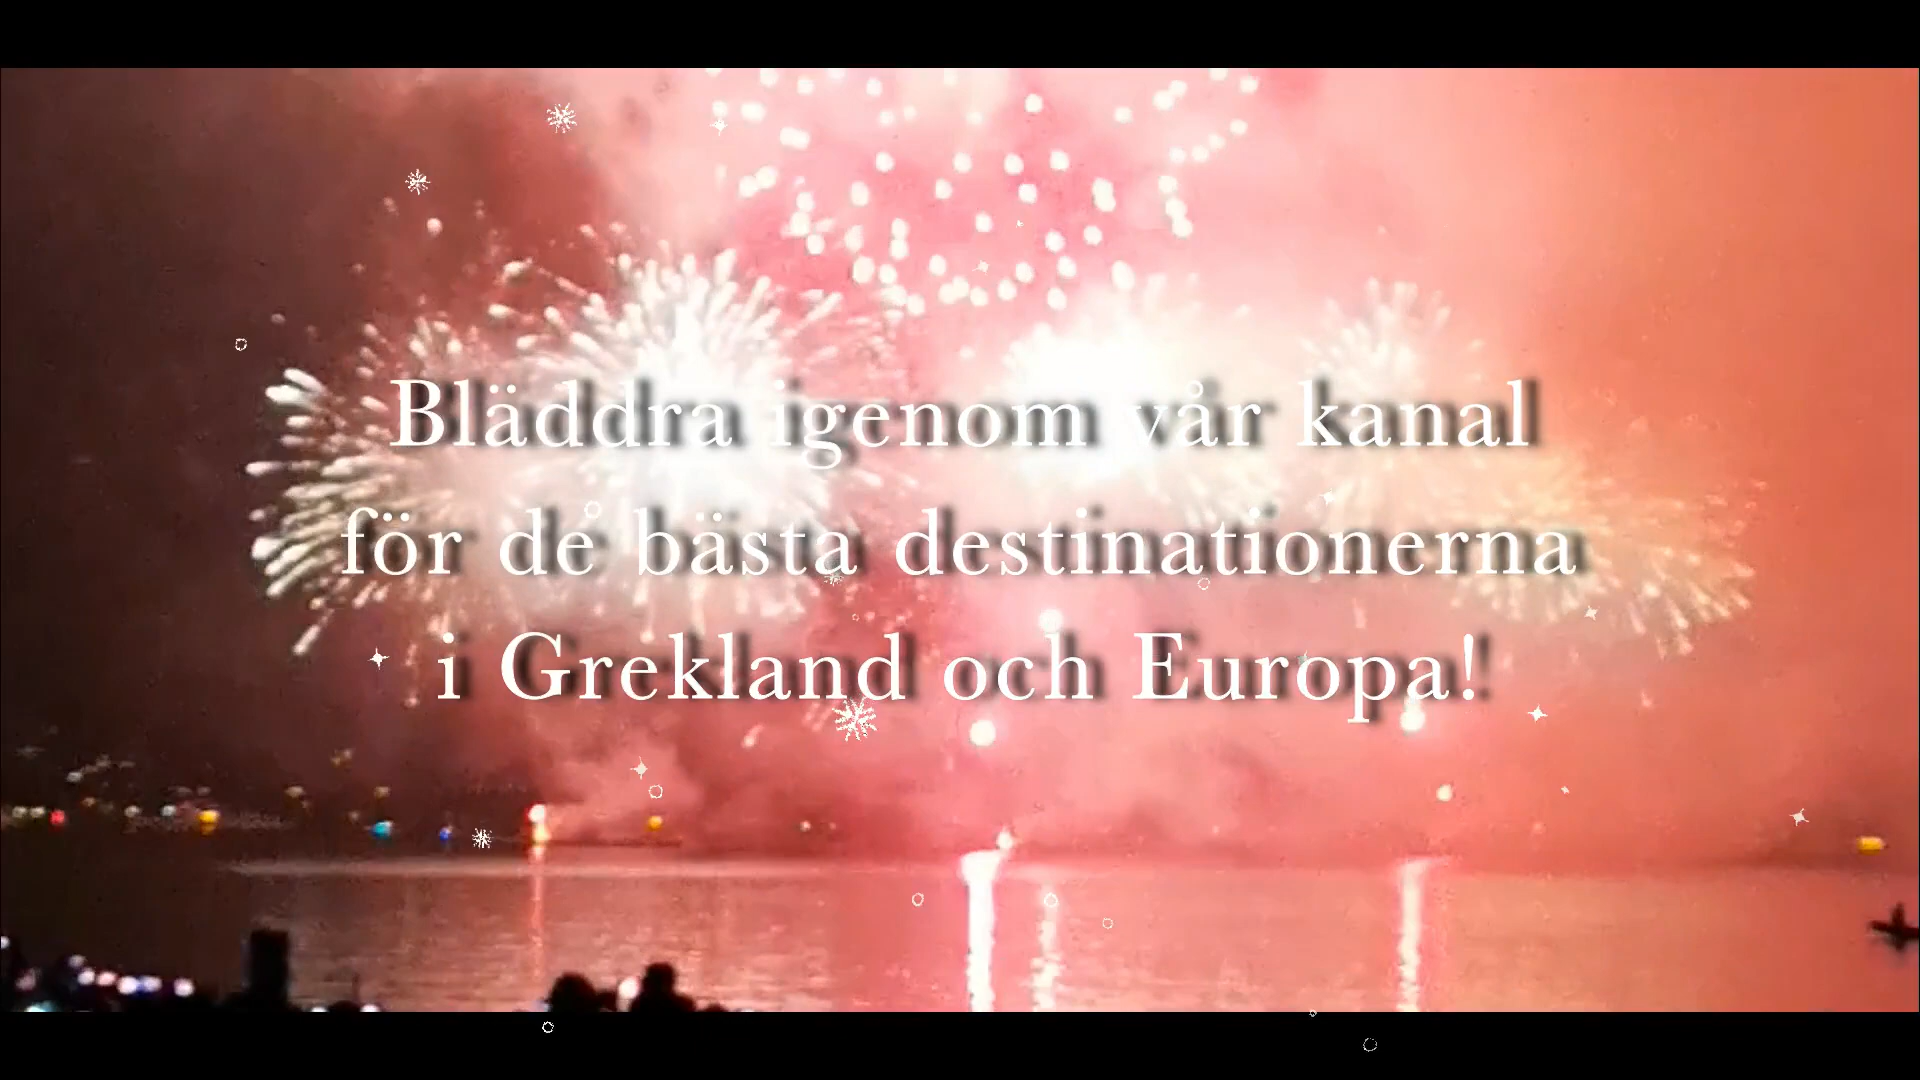 Bläddra igenom vår kanal
för de bästa destinationerna
i Grekland och Europa!